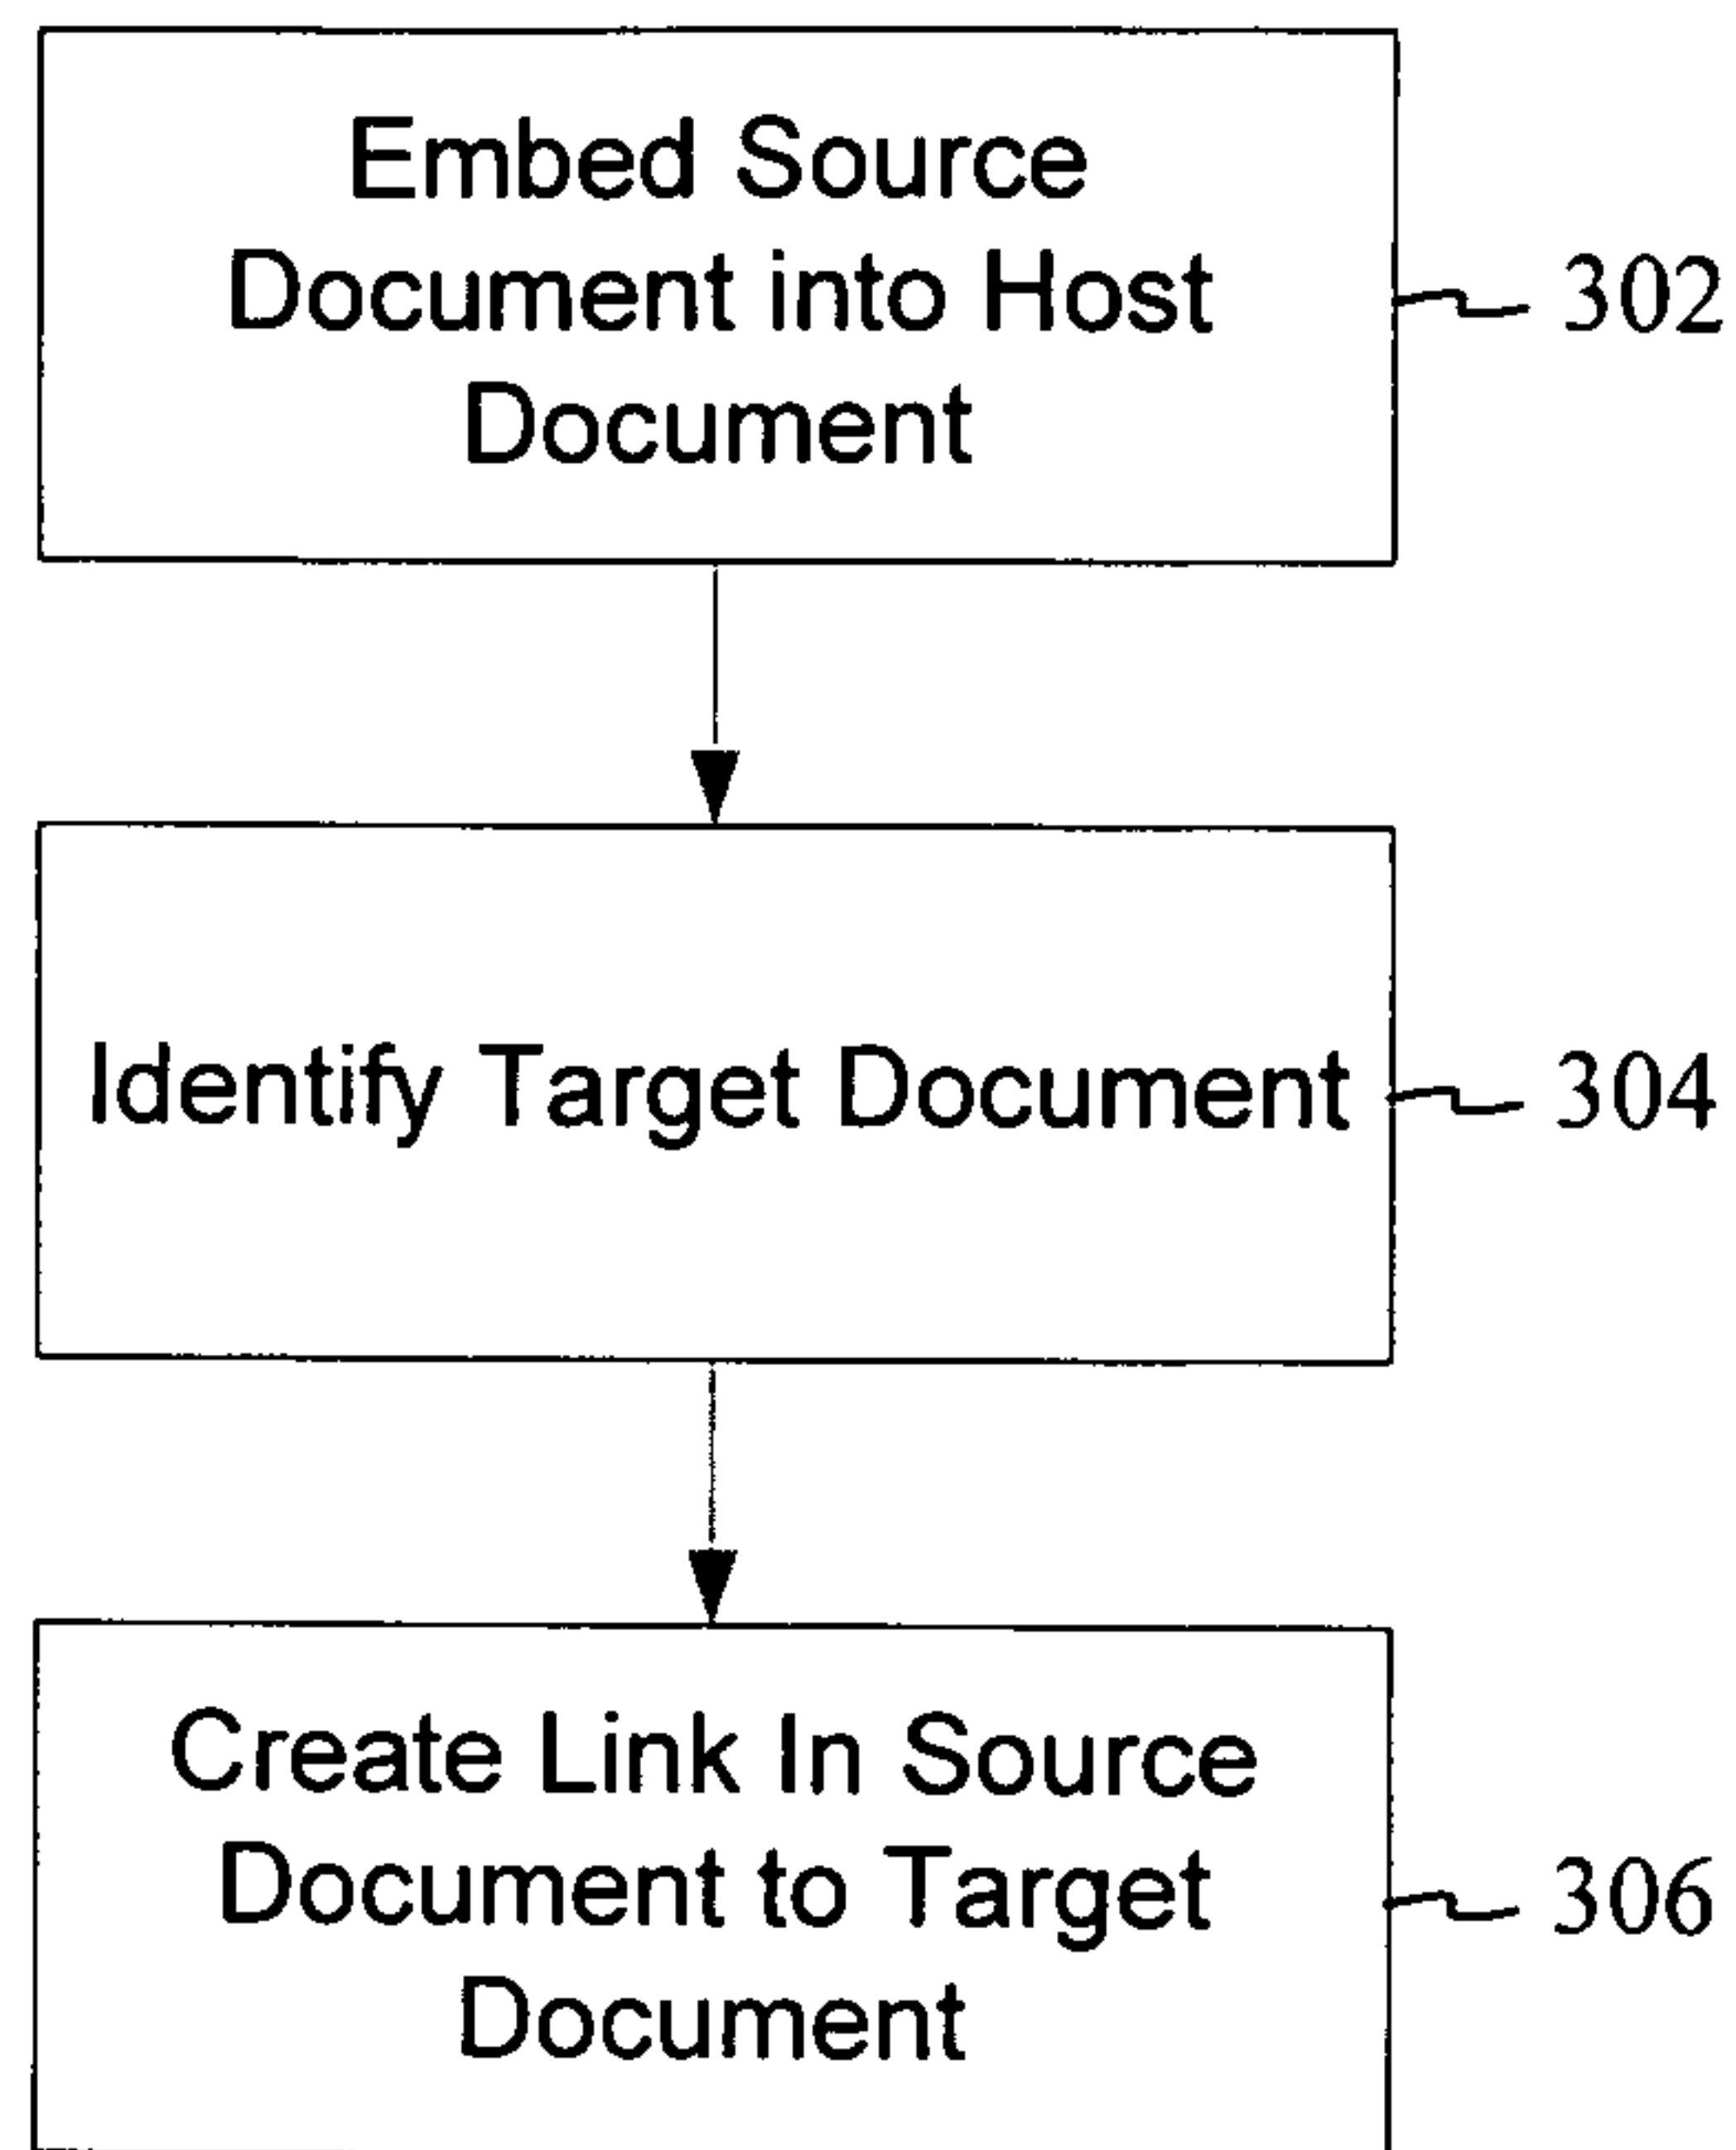 Embed Source
Document into Host
Document
302
Identify Target Document
304
Create Link In Source
Document to Target
Document
306